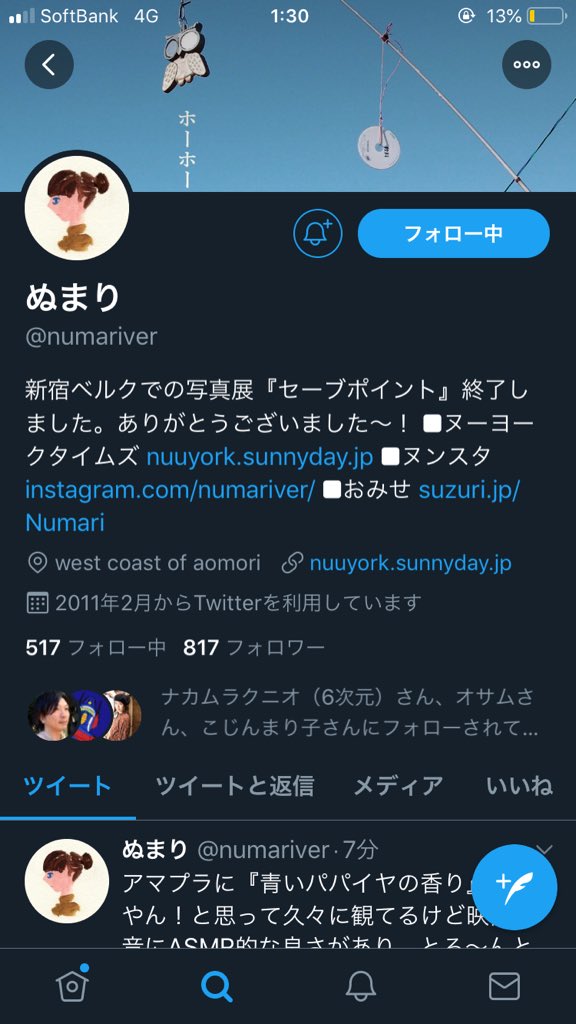 SoftBank 4G 1:30 13%
ホーホー
フォロー中
ぬまり
@numariver
新宿ベルクでの写真展『セーブポイント』終了し
ました。ありがとうございました〜！ ⬜ヌーヨー
クタイムズ nuuyork.sunnyday.jp ⬜ヌンスタ
instagram.com/numariver/ ⬜おみせ suzuri.jp/
Numari
west coast of aomori nuuyork.sunnyday.jp
2011年2月からTwitterを利用しています
517 フォロー中 817 フォロワー
ナカムラクニオ（6次元）さん、オサムさ
ん、こじんまり子さんにフォローされて...
ツイート ツイートと返信 メディア いいね
ぬまり @numariver · 7分
アマプラに『青いパパイヤの香り』
やん！と思って久々に観てるけど映
音にASMR的な良さがあり、とろ〜んと